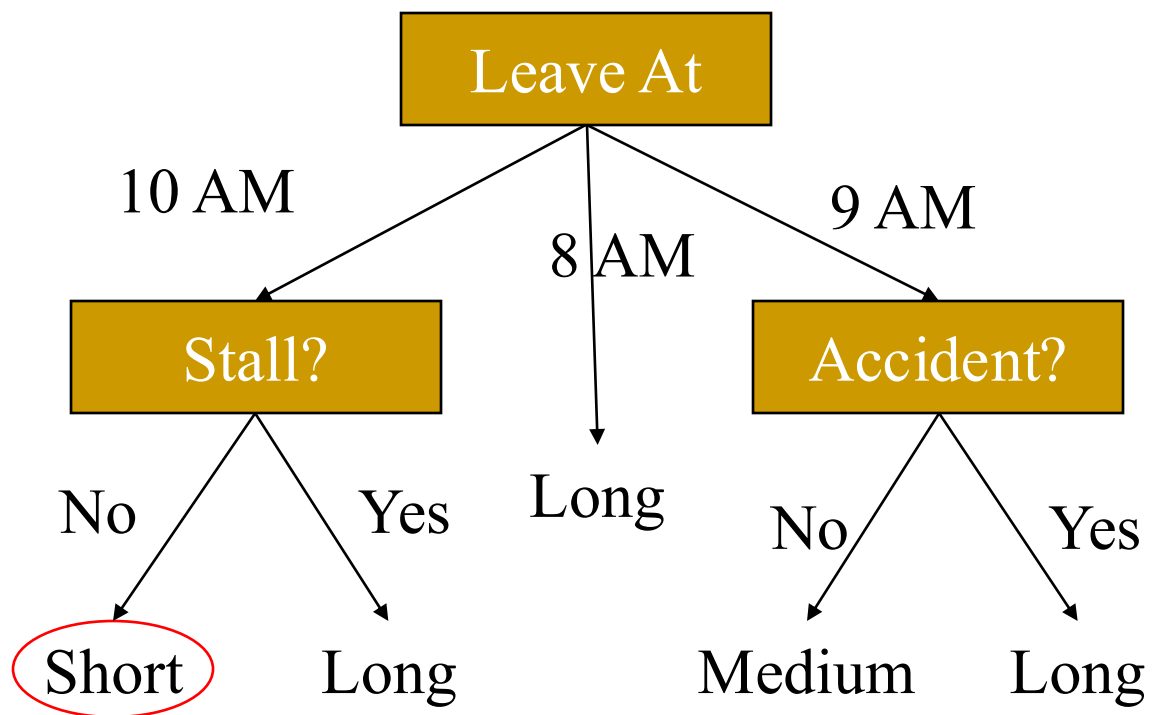 Leave At
10 AM
9 AM
8 AM
Stall?
Accident?
Long
No
Yes
No
Yes
Short
Long
Medium
Long